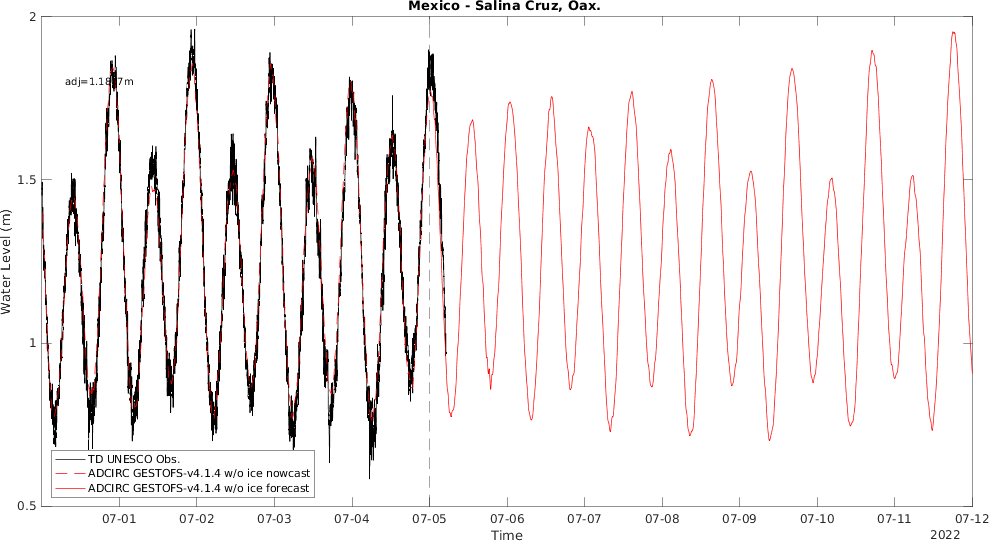 Mexico - Salina Cruz, Oax.
2
1.5
1
0.5
Water Level (m)
TD UNESCO Obs.
ADCIRC GESTOFS-v4.1.4 w/o ice nowcast
ADCIRC GESTOFS-v4.1.4 w/o ice forecast
07-01 07-02 07-03 07-04 07-05 07-06 07-07 07-08 07-09 07-10 07-11 07-12
Time
2022